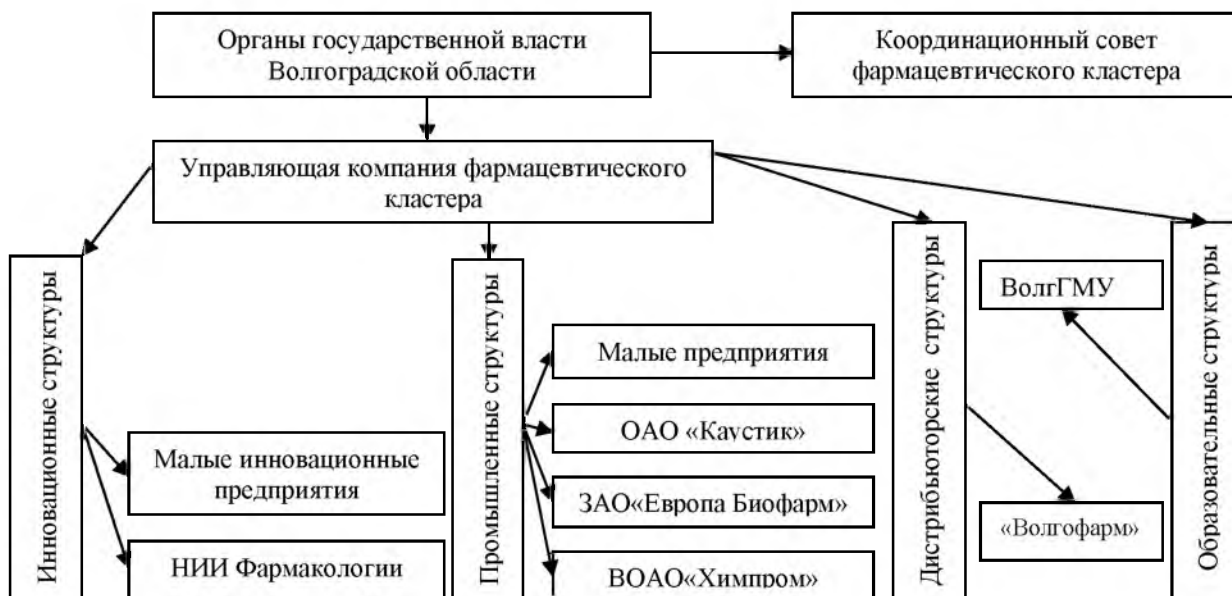 Органы государственной власти
Волгоградской области
Координационный совет
фармацевтического кластера
Управляющая компания фармацевтического
кластера
Инновационные структуры
Малые инновационные
предприятия
НИИ Фармакологии
Промышленные структуры
Малые предприятия
ОАО «Каустик»
ЗАО«Европа Биофарм»
ВОАО«Химпром»
Дистрибьюторские структуры
«Волгофарм»
Образовательные структуры
ВолгГМУ